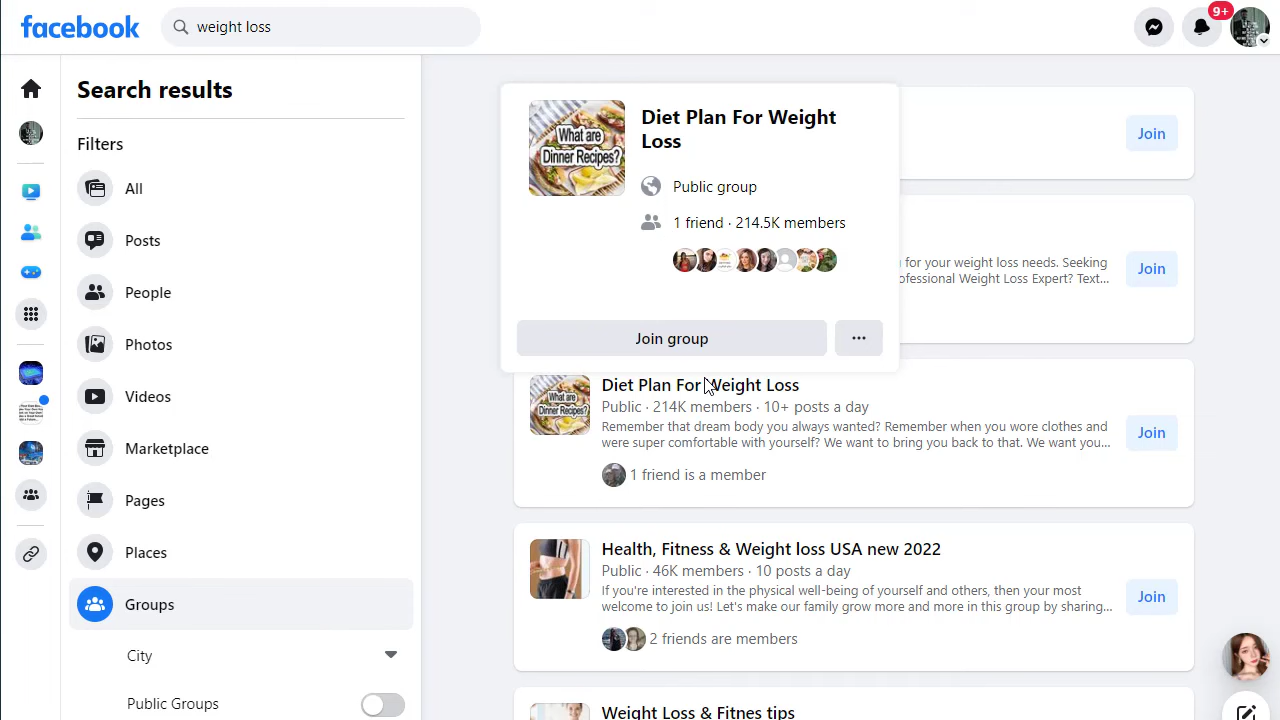 facebook
weight loss
9+
Search results
Filters
All
Posts
People
Photos
Videos
Marketplace
Pages
Places
Groups
City
Public Groups
What are
Dinner Recipes?
Diet Plan For Weight
Loss
Public group
1 friend · 214.5K members
Join group
Join
for your weight loss needs. Seeking
ofessional Weight Loss Expert? Text...
Join
What are
Dinner Recipes?
Diet Plan For Weight Loss
Public · 214K members · 10+ posts a day
Remember that dream body you always wanted? Remember when you wore clothes and
were super comfortable with yourself? We want to bring you back to that. We want you...
1 friend is a member
Join
Health, Fitness & Weight loss USA new 2022
Public · 46K members · 10 posts a day
If you're interested in the physical well-being of yourself and others, then your most
welcome to join us! Let's make our family grow more and more in this group by sharing...
2 friends are members
Join
Weight Loss & Fitnes tips